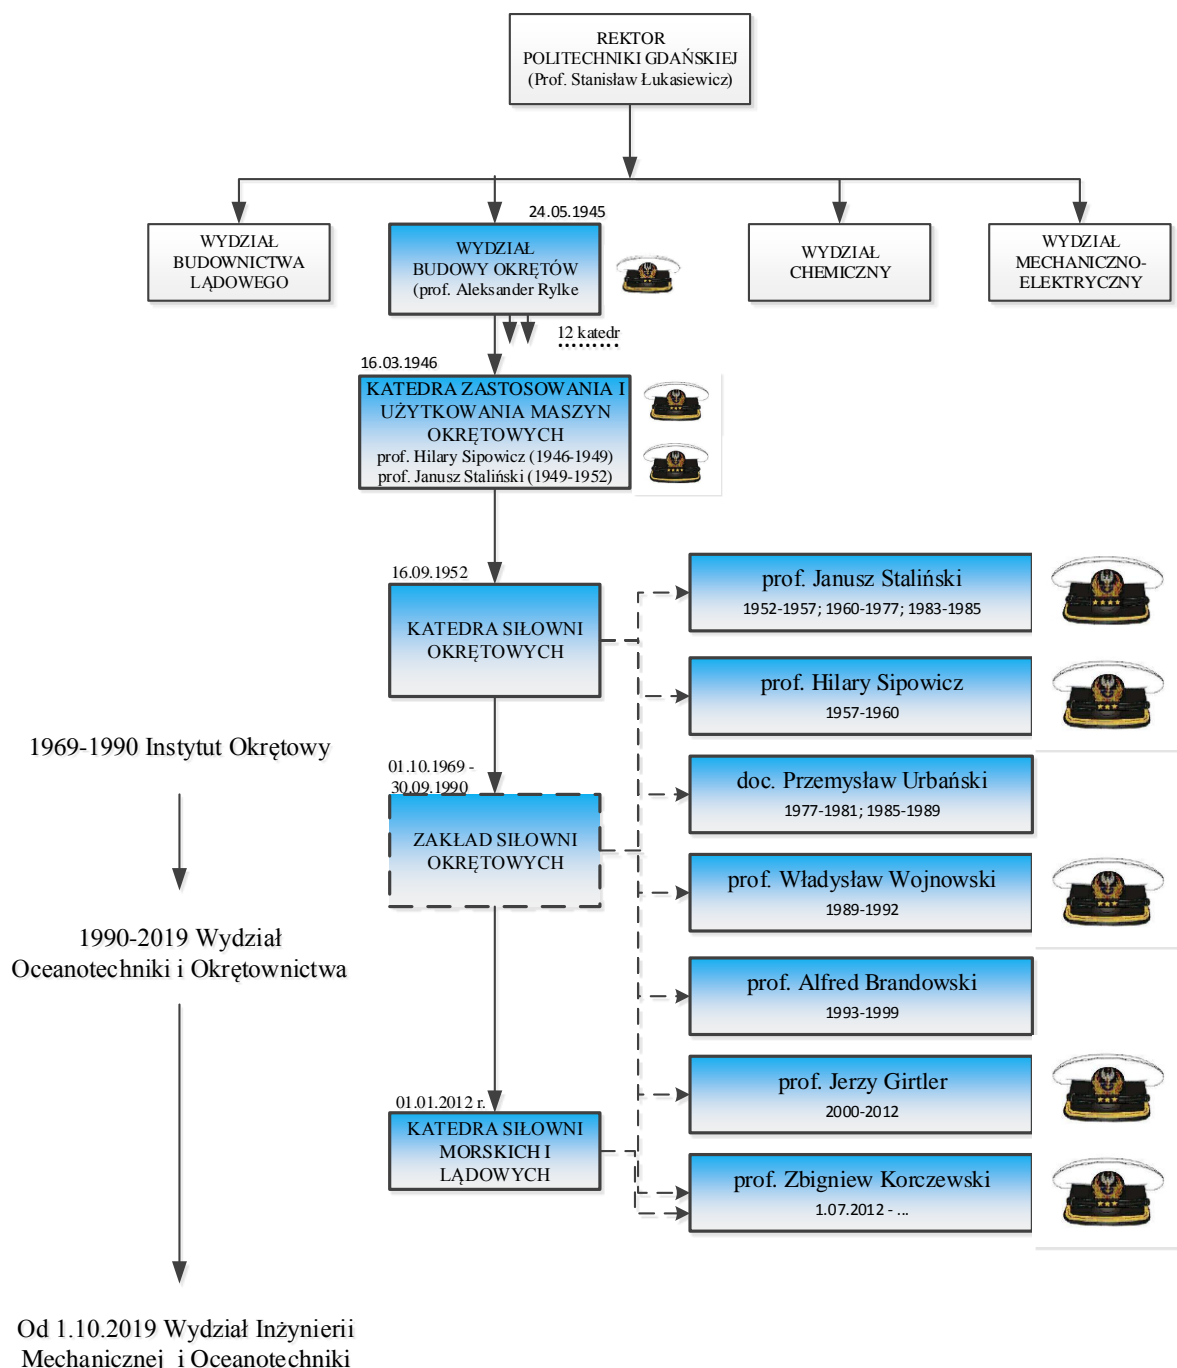 REKTOR
POLITECHNIKI GDAŃSKIEJ
(Prof. Stanisław Łukasiewicz)
24.05.1945
WYDZIAŁ
BUDOWNICTWA
LĄDOWEGO
WYDZIAŁ
BUDOWY OKRĘTÓW
(prof. Aleksander Rylke
WYDZIAŁ
CHEMICZNY
WYDZIAŁ
MECHANICZNO-
ELEKTRYCZNY
12 katedr
16.03.1946
KATEDRA ZASTOSOWANIA I
UŻYTKOWANIA MASZYN
OKRĘTOWYCH
prof. Hilary Sipowicz (1946-1949)
prof. Janusz Staliński (1949-1952)
16.09.1952
KATEDRA SIŁOWNI
OKRĘTOWYCH
prof. Janusz Staliński
1952-1957; 1960-1977; 1983-1985
prof. Hilary Sipowicz
1957-1960
1969-1990 Instytut Okrętowy
01.10.1969 -
30.09.1990
ZAKŁAD SIŁOWNI
OKRĘTOWYCH
doc. Przemysław Urbański
1977-1981; 1985-1989
prof. Władysław Wojnowski
1989-1992
1990-2019 Wydział
Oceanotechniki i Okrętownictwa
prof. Alfred Brandowski
1993-1999
prof. Jerzy Girtler
2000-2012
01.01.2012 r.
KATEDRA SIŁOWNI
MORSKICH I
LĄDOWYCH
prof. Zbigniew Korczewski
1.07.2012 - ...
Od 1.10.2019 Wydział Inżynierii
Mechanicznej i Oceanotechniki